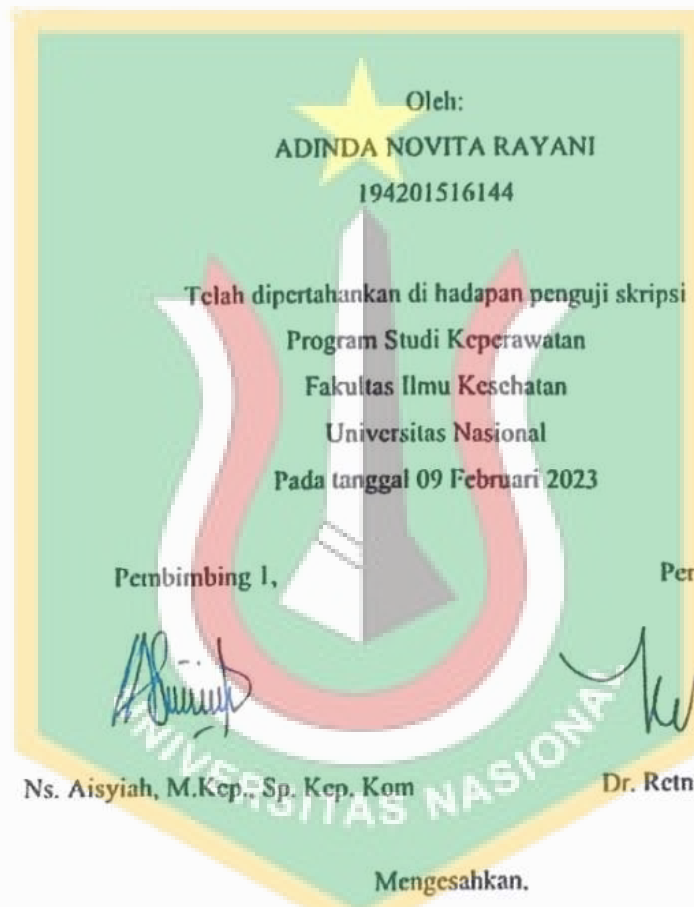 Oleh:
ADINDA NOVITA RAYANI
194201516144
Telah dipertahankan di hadapan penguji skripsi
Program Studi Keperawatan
Fakultas Ilmu Kesehatan
Universitas Nasional
Pada tanggal 09 Februari 2023
Pembimbing 1,
Pem
Ns. Aisyiah, M.Kep., Sp. Kep. Kom
Dr. Retn
UNIVERSITAS NASIONAL
Mengesahkan,